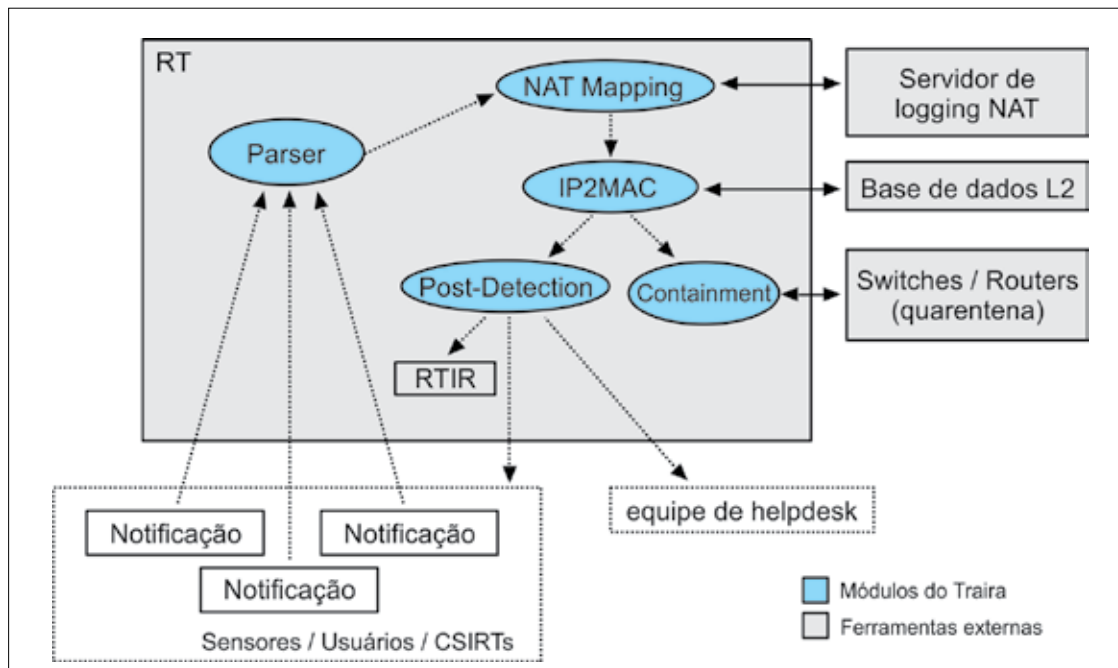 RT
NAT Mapping
Servidor de
logging NAT
Parser
IP2MAC
Base de dados L2
Post-Detection
Containment
Switches / Routers
(quarentena)
RTIR
Notificação
Notificação
Notificação
Sensores / Usuários / CSIRTs
equipe de helpdesk
Módulos do Traira
Ferramentas externas